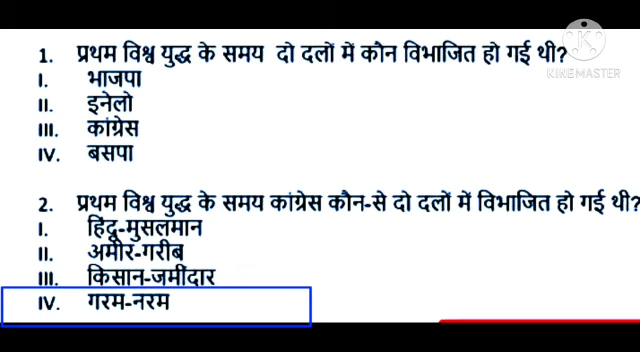 KINEMASTER
1. प्रथम विश्व युद्ध के समय दो दलों में कौन विभाजित हो गई थी?
I. भाजपा
II. इनेलो
III. कांग्रेस
IV. बसपा
2. प्रथम विश्व युद्ध के समय कांग्रेस कौन-से दो दलों में विभाजित हो गई थी?
I. हिंदू-मुसलमान
II. अमीर-गरीब
III. किसान-जमींदार
IV. गरम-नरम